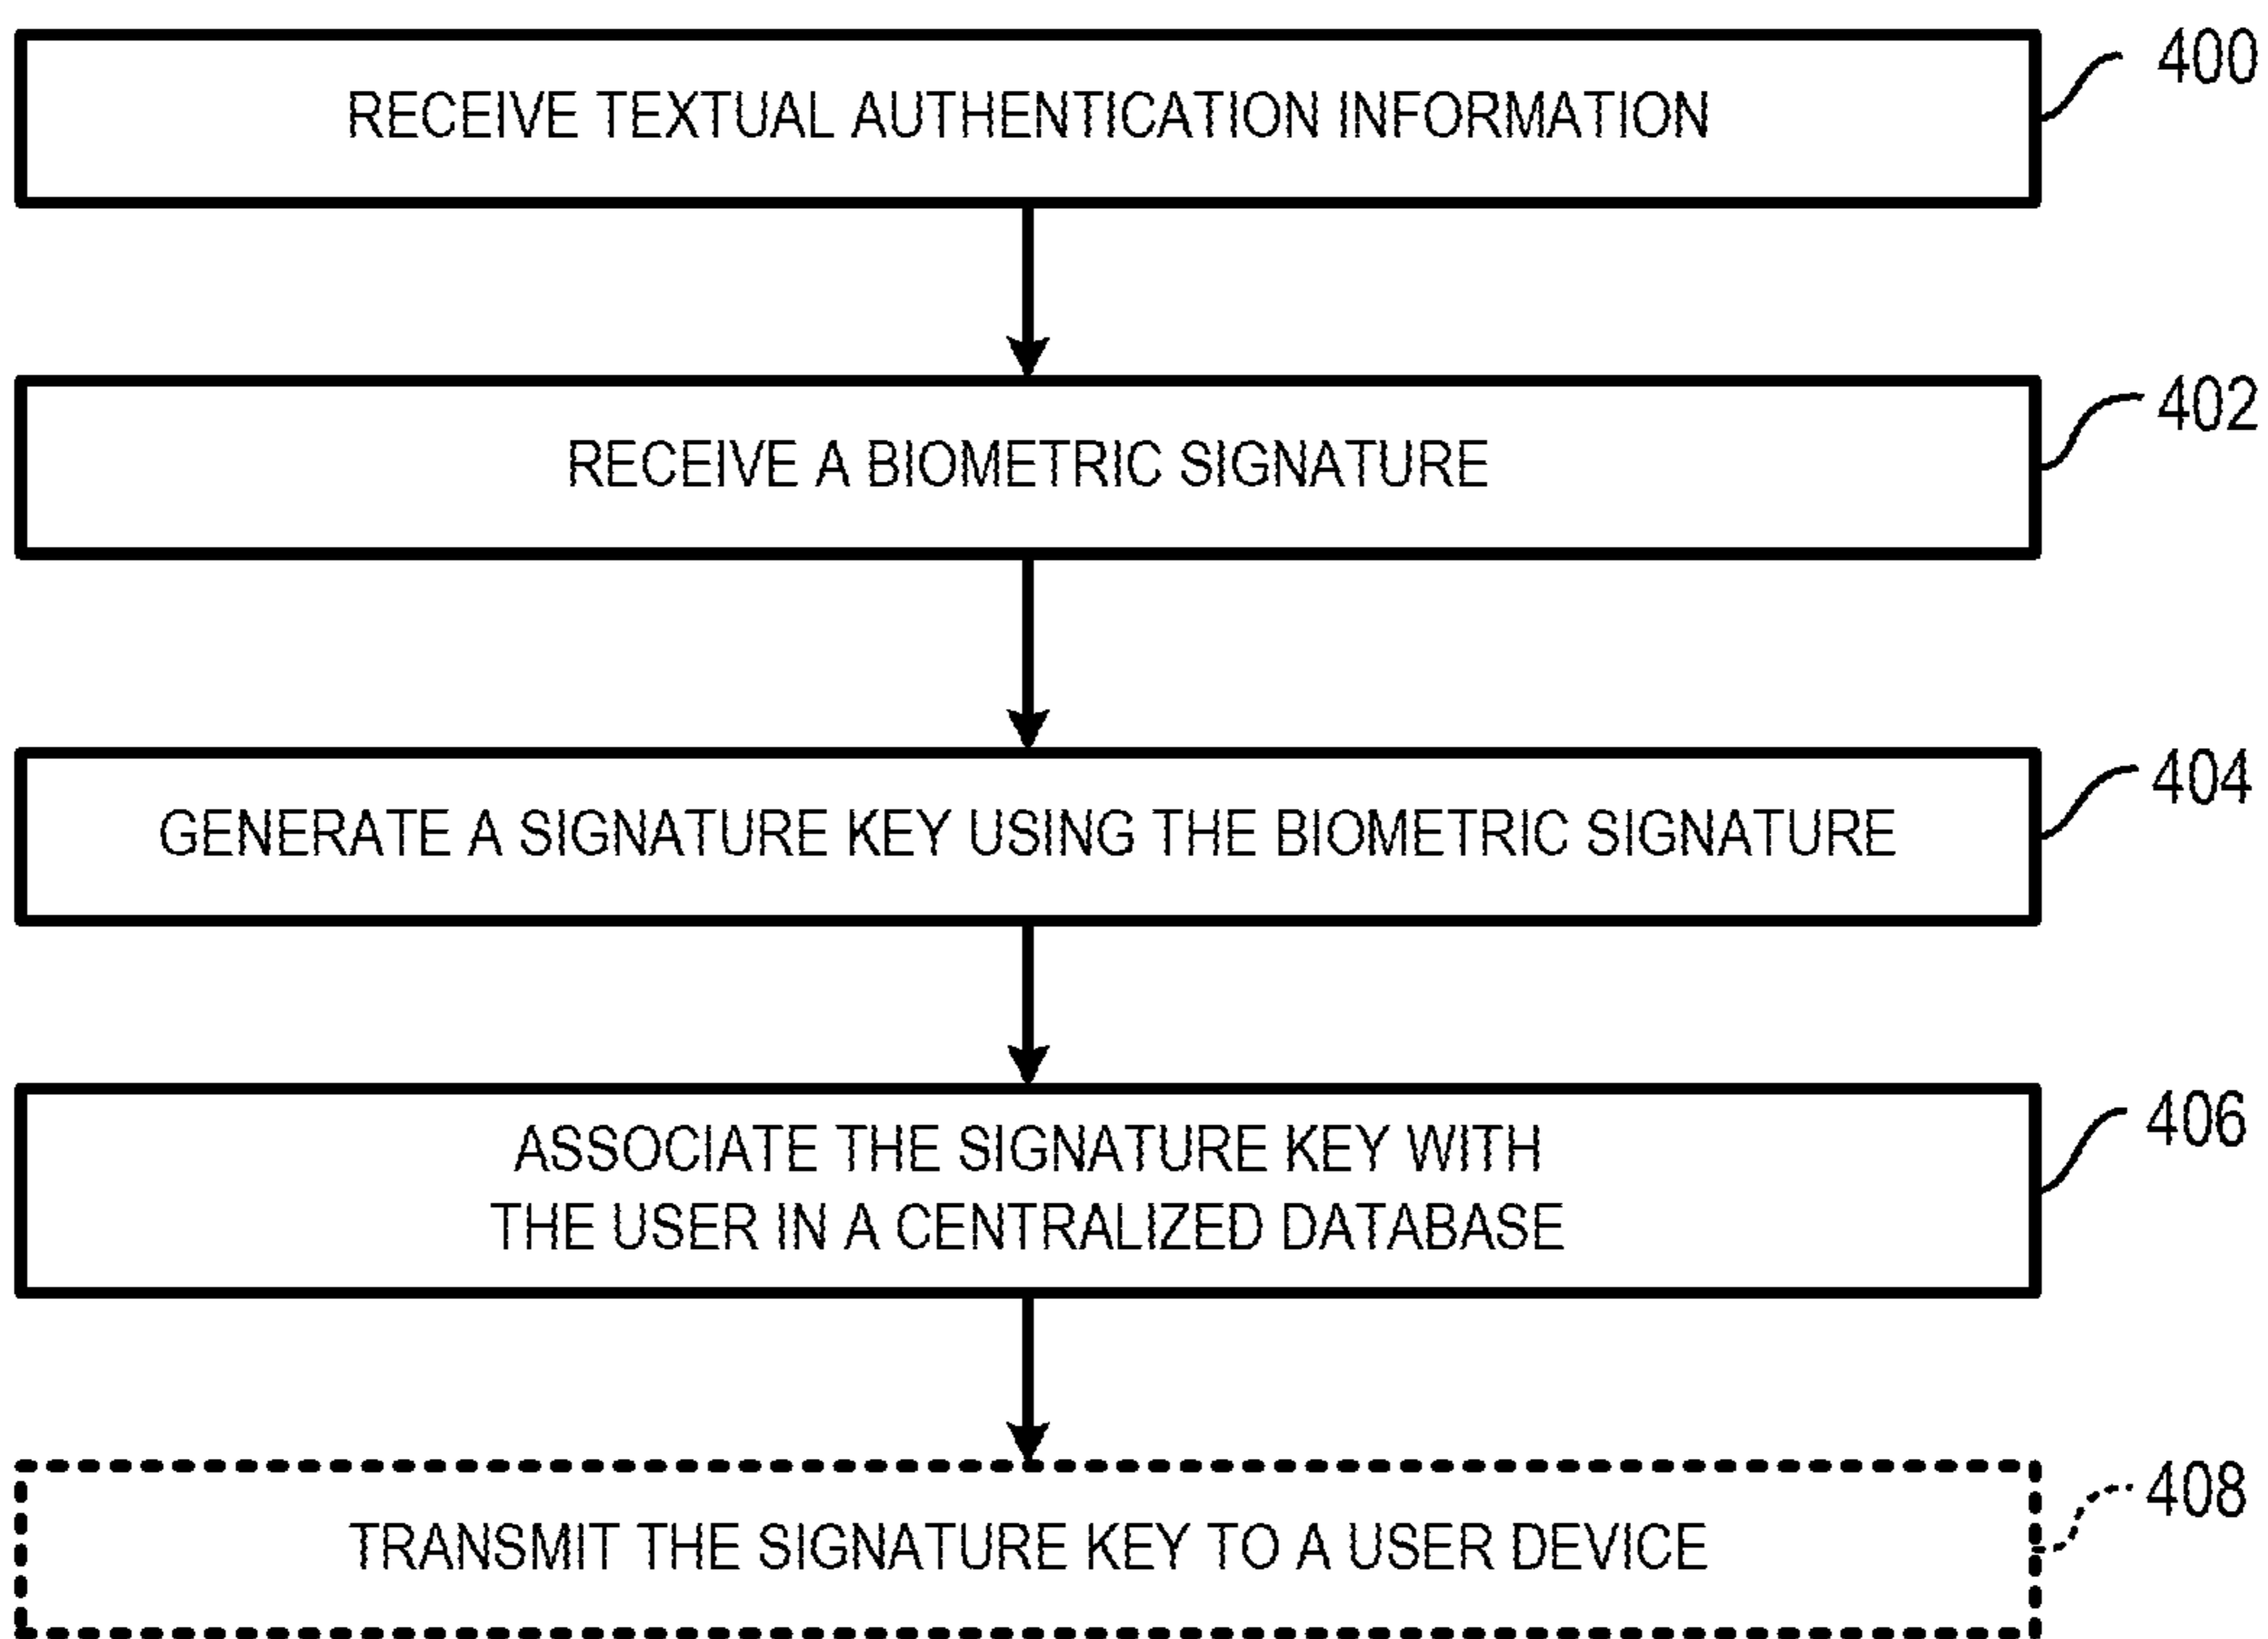 RECEIVE TEXTUAL AUTHENTICATION INFORMATION
400
RECEIVE A BIOMETRIC SIGNATURE
402
GENERATE A SIGNATURE KEY USING THE BIOMETRIC SIGNATURE
404
ASSOCIATE THE SIGNATURE KEY WITH
THE USER IN A CENTRALIZED DATABASE
406
TRANSMIT THE SIGNATURE KEY TO A USER DEVICE
408